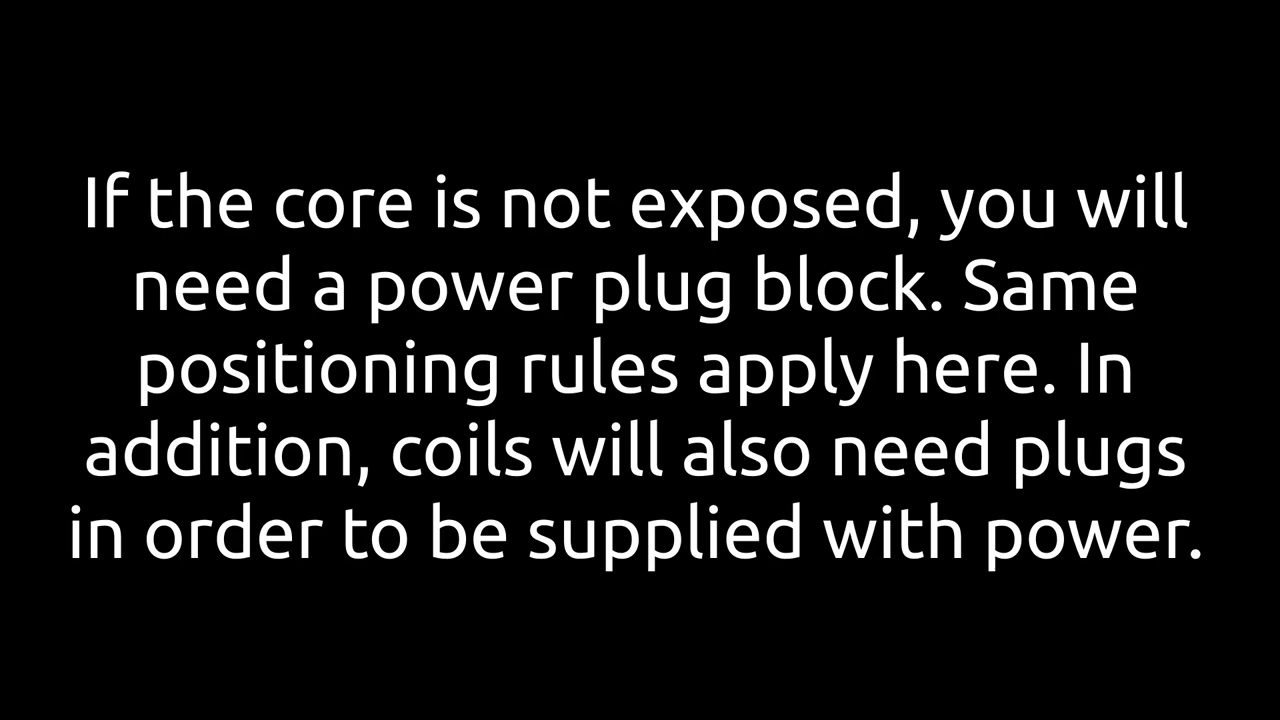 If the core is not exposed, you will
need a power plug block. Same
positioning rules apply here. In
addition, coils will also need plugs
in order to be supplied with power.